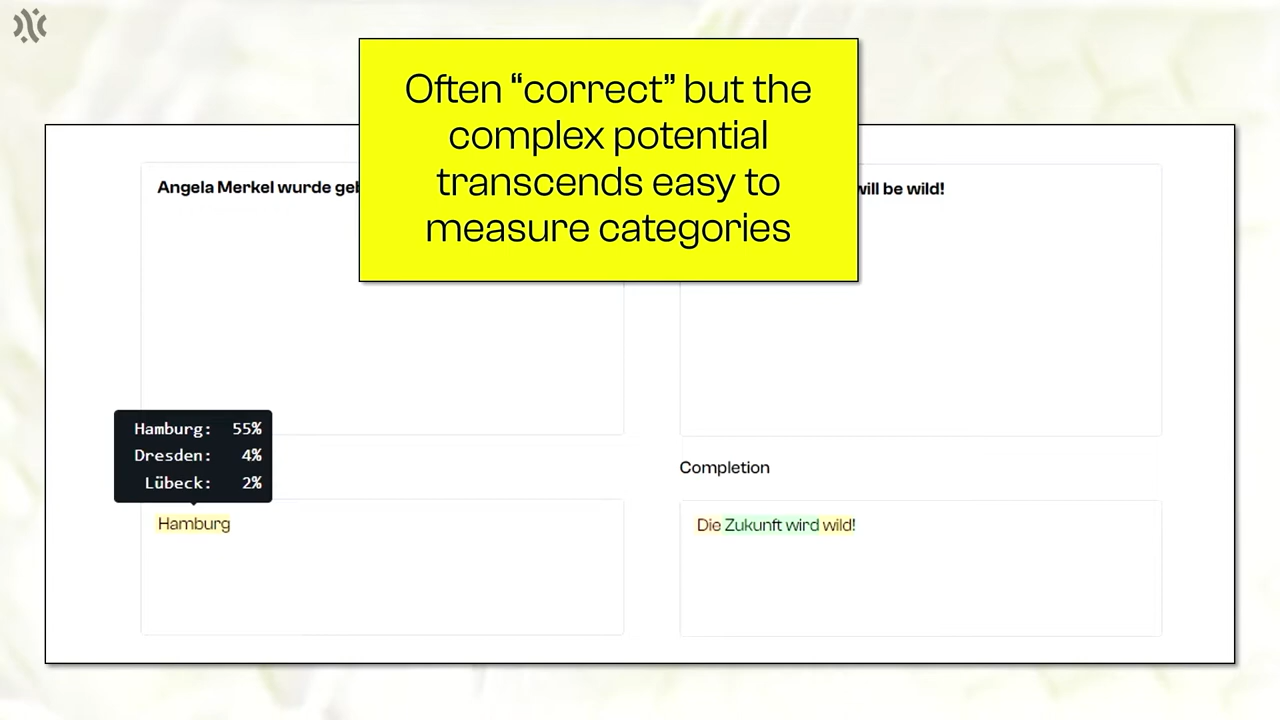 Often “correct” but the
complex potential
transcends easy to
measure categories
Angela Merkel wurde
will be wild!
Hamburg: 55%
Dresden: 4%
Lübeck: 2%
Hamburg
Completion
Die Zukunft wird wild!